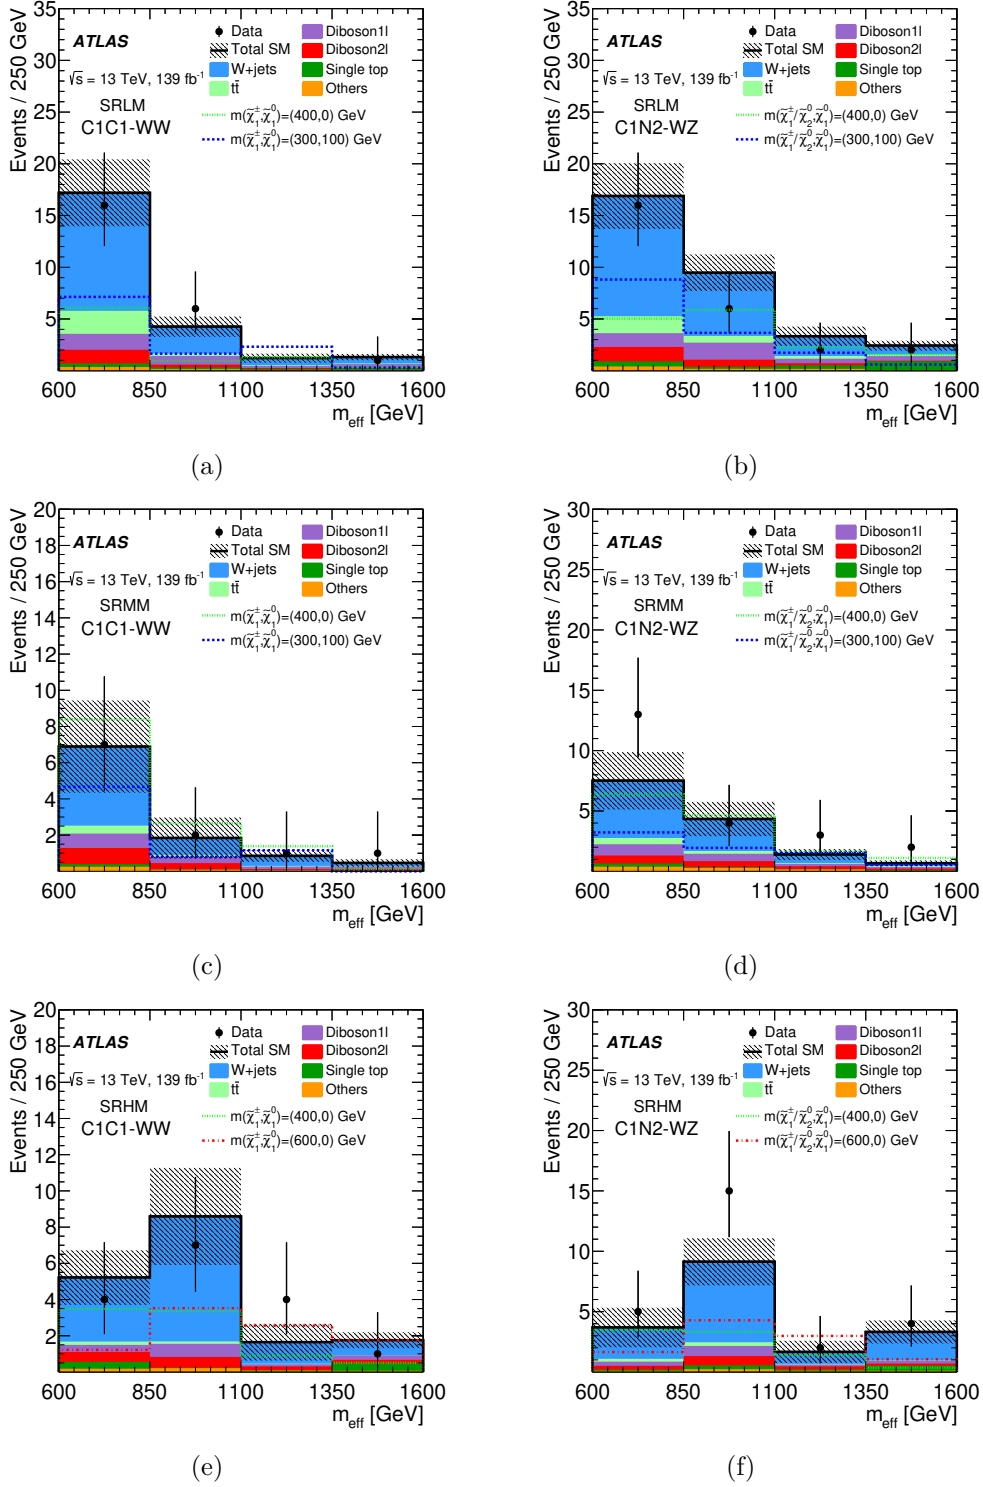 Events / 250 GeV
35
30
25
20
15
10
5
ATLAS
√s = 13 TeV, 139 fb⁻¹
SRLM
C1C1-WW
Data
Total SM
W+jets
tt̄
Diboson1l
Diboson2l
Single top
Others
m(χ̃₁±,χ̃₁⁰)=(400,0) GeV
m(χ̃₁±,χ̃₁⁰)=(300,100) GeV
600 850 1100 1350 1600
m_eff [GeV]
(a)
Events / 250 GeV
35
30
25
20
15
10
5
ATLAS
√s = 13 TeV, 139 fb⁻¹
SRLM
C1N2-WZ
Data
Total SM
W+jets
tt̄
Diboson1l
Diboson2l
Single top
Others
m(χ̃₁±/χ̃₂⁰,χ̃₁⁰)=(400,0) GeV
m(χ̃₁±/χ̃₂⁰,χ̃₁⁰)=(300,100) GeV
600 850 1100 1350 1600
m_eff [GeV]
(b)
Events / 250 GeV
20
18
16
14
12
10
8
6
4
2
ATLAS
√s = 13 TeV, 139 fb⁻¹
SRMM
C1C1-WW
Data
Total SM
W+jets
tt̄
Diboson1l
Diboson2l
Single top
Others
m(χ̃₁±,χ̃₁⁰)=(400,0) GeV
m(χ̃₁±,χ̃₁⁰)=(300,100) GeV
600 850 1100 1350 1600
m_eff [GeV]
(c)
Events / 250 GeV
30
25
20
15
10
5
ATLAS
√s = 13 TeV, 139 fb⁻¹
SRMM
C1N2-WZ
Data
Total SM
W+jets
tt̄
Diboson1l
Diboson2l
Single top
Others
m(χ̃₁±/χ̃₂⁰,χ̃₁⁰)=(400,0) GeV
m(χ̃₁±/χ̃₂⁰,χ̃₁⁰)=(300,100) GeV
600 850 1100 1350 1600
m_eff [GeV]
(d)
Events / 250 GeV
20
18
16
14
12
10
8
6
4
2
ATLAS
√s = 13 TeV, 139 fb⁻¹
SRHM
C1C1-WW
Data
Total SM
W+jets
tt̄
Diboson1l
Diboson2l
Single top
Others
m(χ̃₁±,χ̃₁⁰)=(400,0) GeV
m(χ̃₁±,χ̃₁⁰)=(600,0) GeV
600 850 1100 1350 1600
m_eff [GeV]
(e)
Events / 250 GeV
30
25
20
15
10
5
ATLAS
√s = 13 TeV, 139 fb⁻¹
SRHM
C1N2-WZ
Data
Total SM
W+jets
tt̄
Diboson1l
Diboson2l
Single top
Others
m(χ̃₁±/χ̃₂⁰,χ̃₁⁰)=(400,0) GeV
m(χ̃₁±/χ̃₂⁰,χ̃₁⁰)=(600,0) GeV
600 850 1100 1350 1600
m_eff [GeV]
(f)